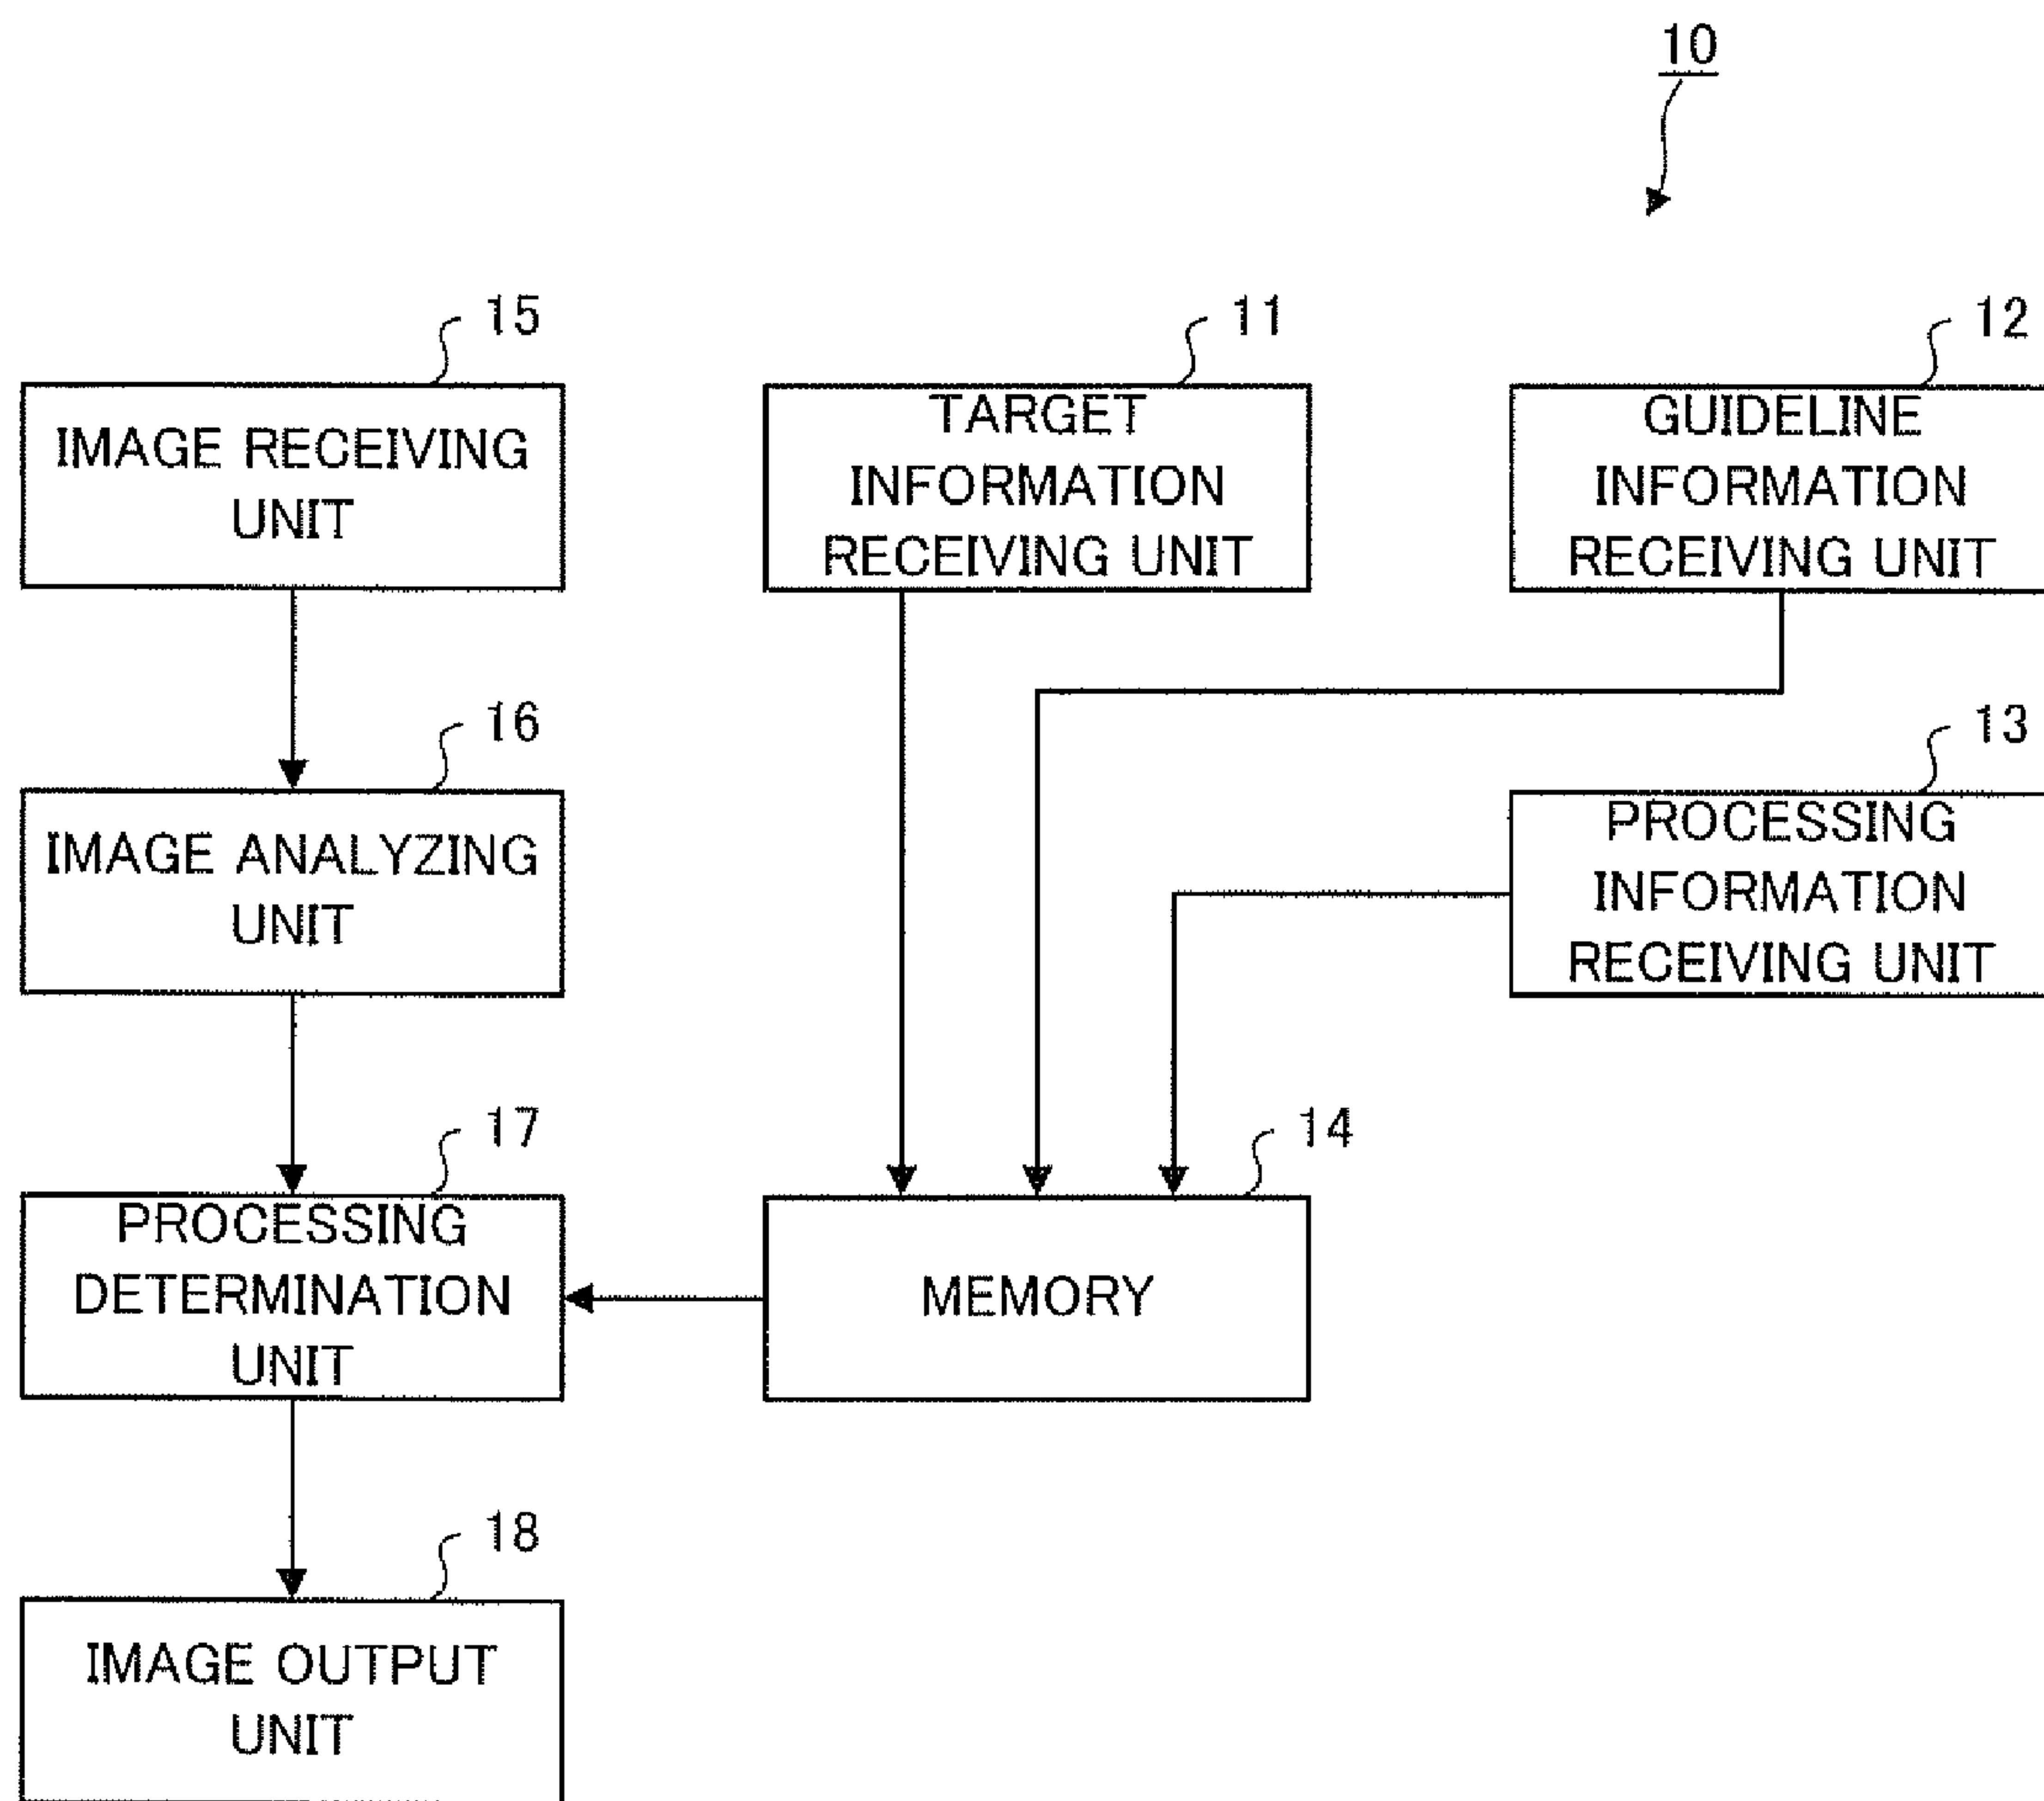 10
15
IMAGE RECEIVING
UNIT
11
TARGET
INFORMATION
RECEIVING UNIT
12
GUIDELINE
INFORMATION
RECEIVING UNIT
16
IMAGE ANALYZING
UNIT
13
PROCESSING
INFORMATION
RECEIVING UNIT
17
PROCESSING
DETERMINATION
UNIT
14
MEMORY
18
IMAGE OUTPUT
UNIT